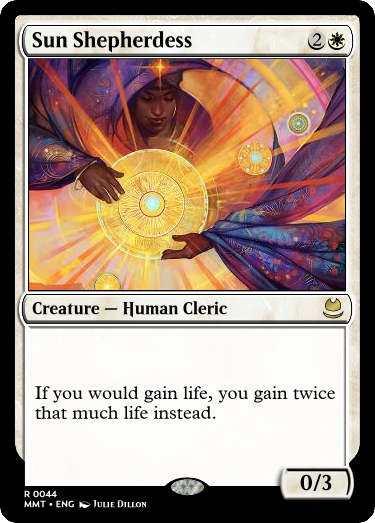 Sun Shepherdess 2
Creature — Human Cleric
If you would gain life, you gain twice
that much life instead.
0/3
R 0044
MMT • ENG JULIE DILLON